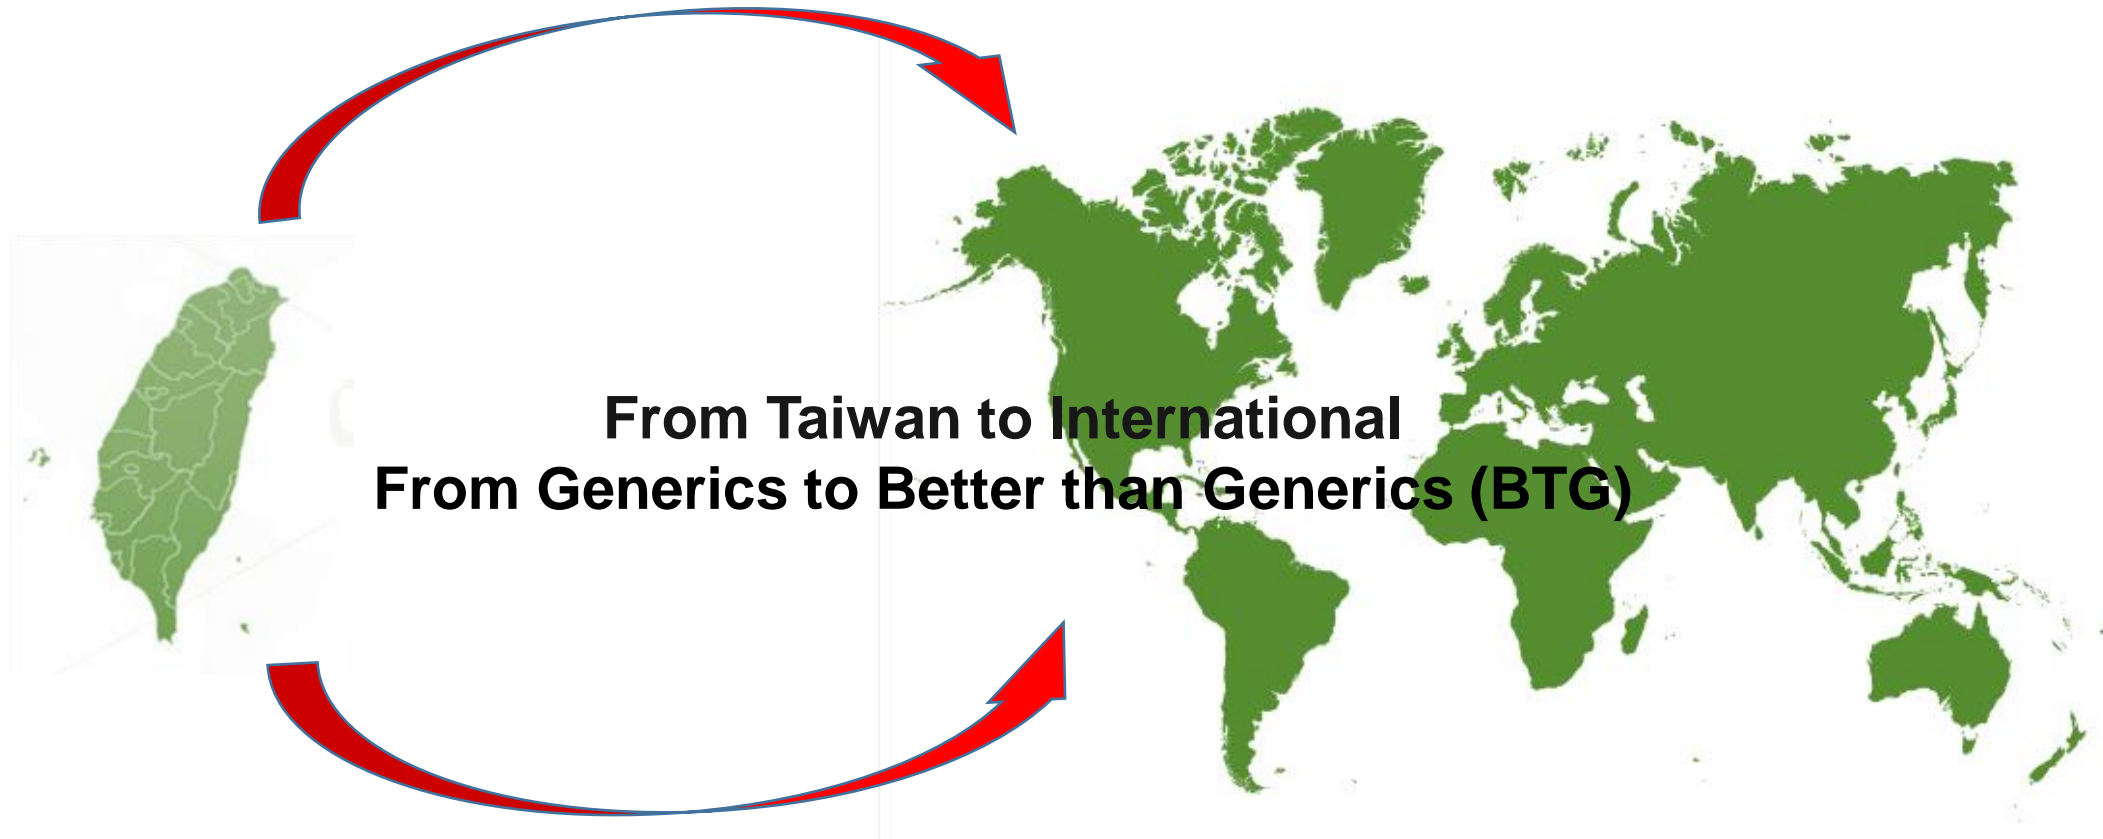 From Taiwan to International
From Generics to Better than Generics (BTG)